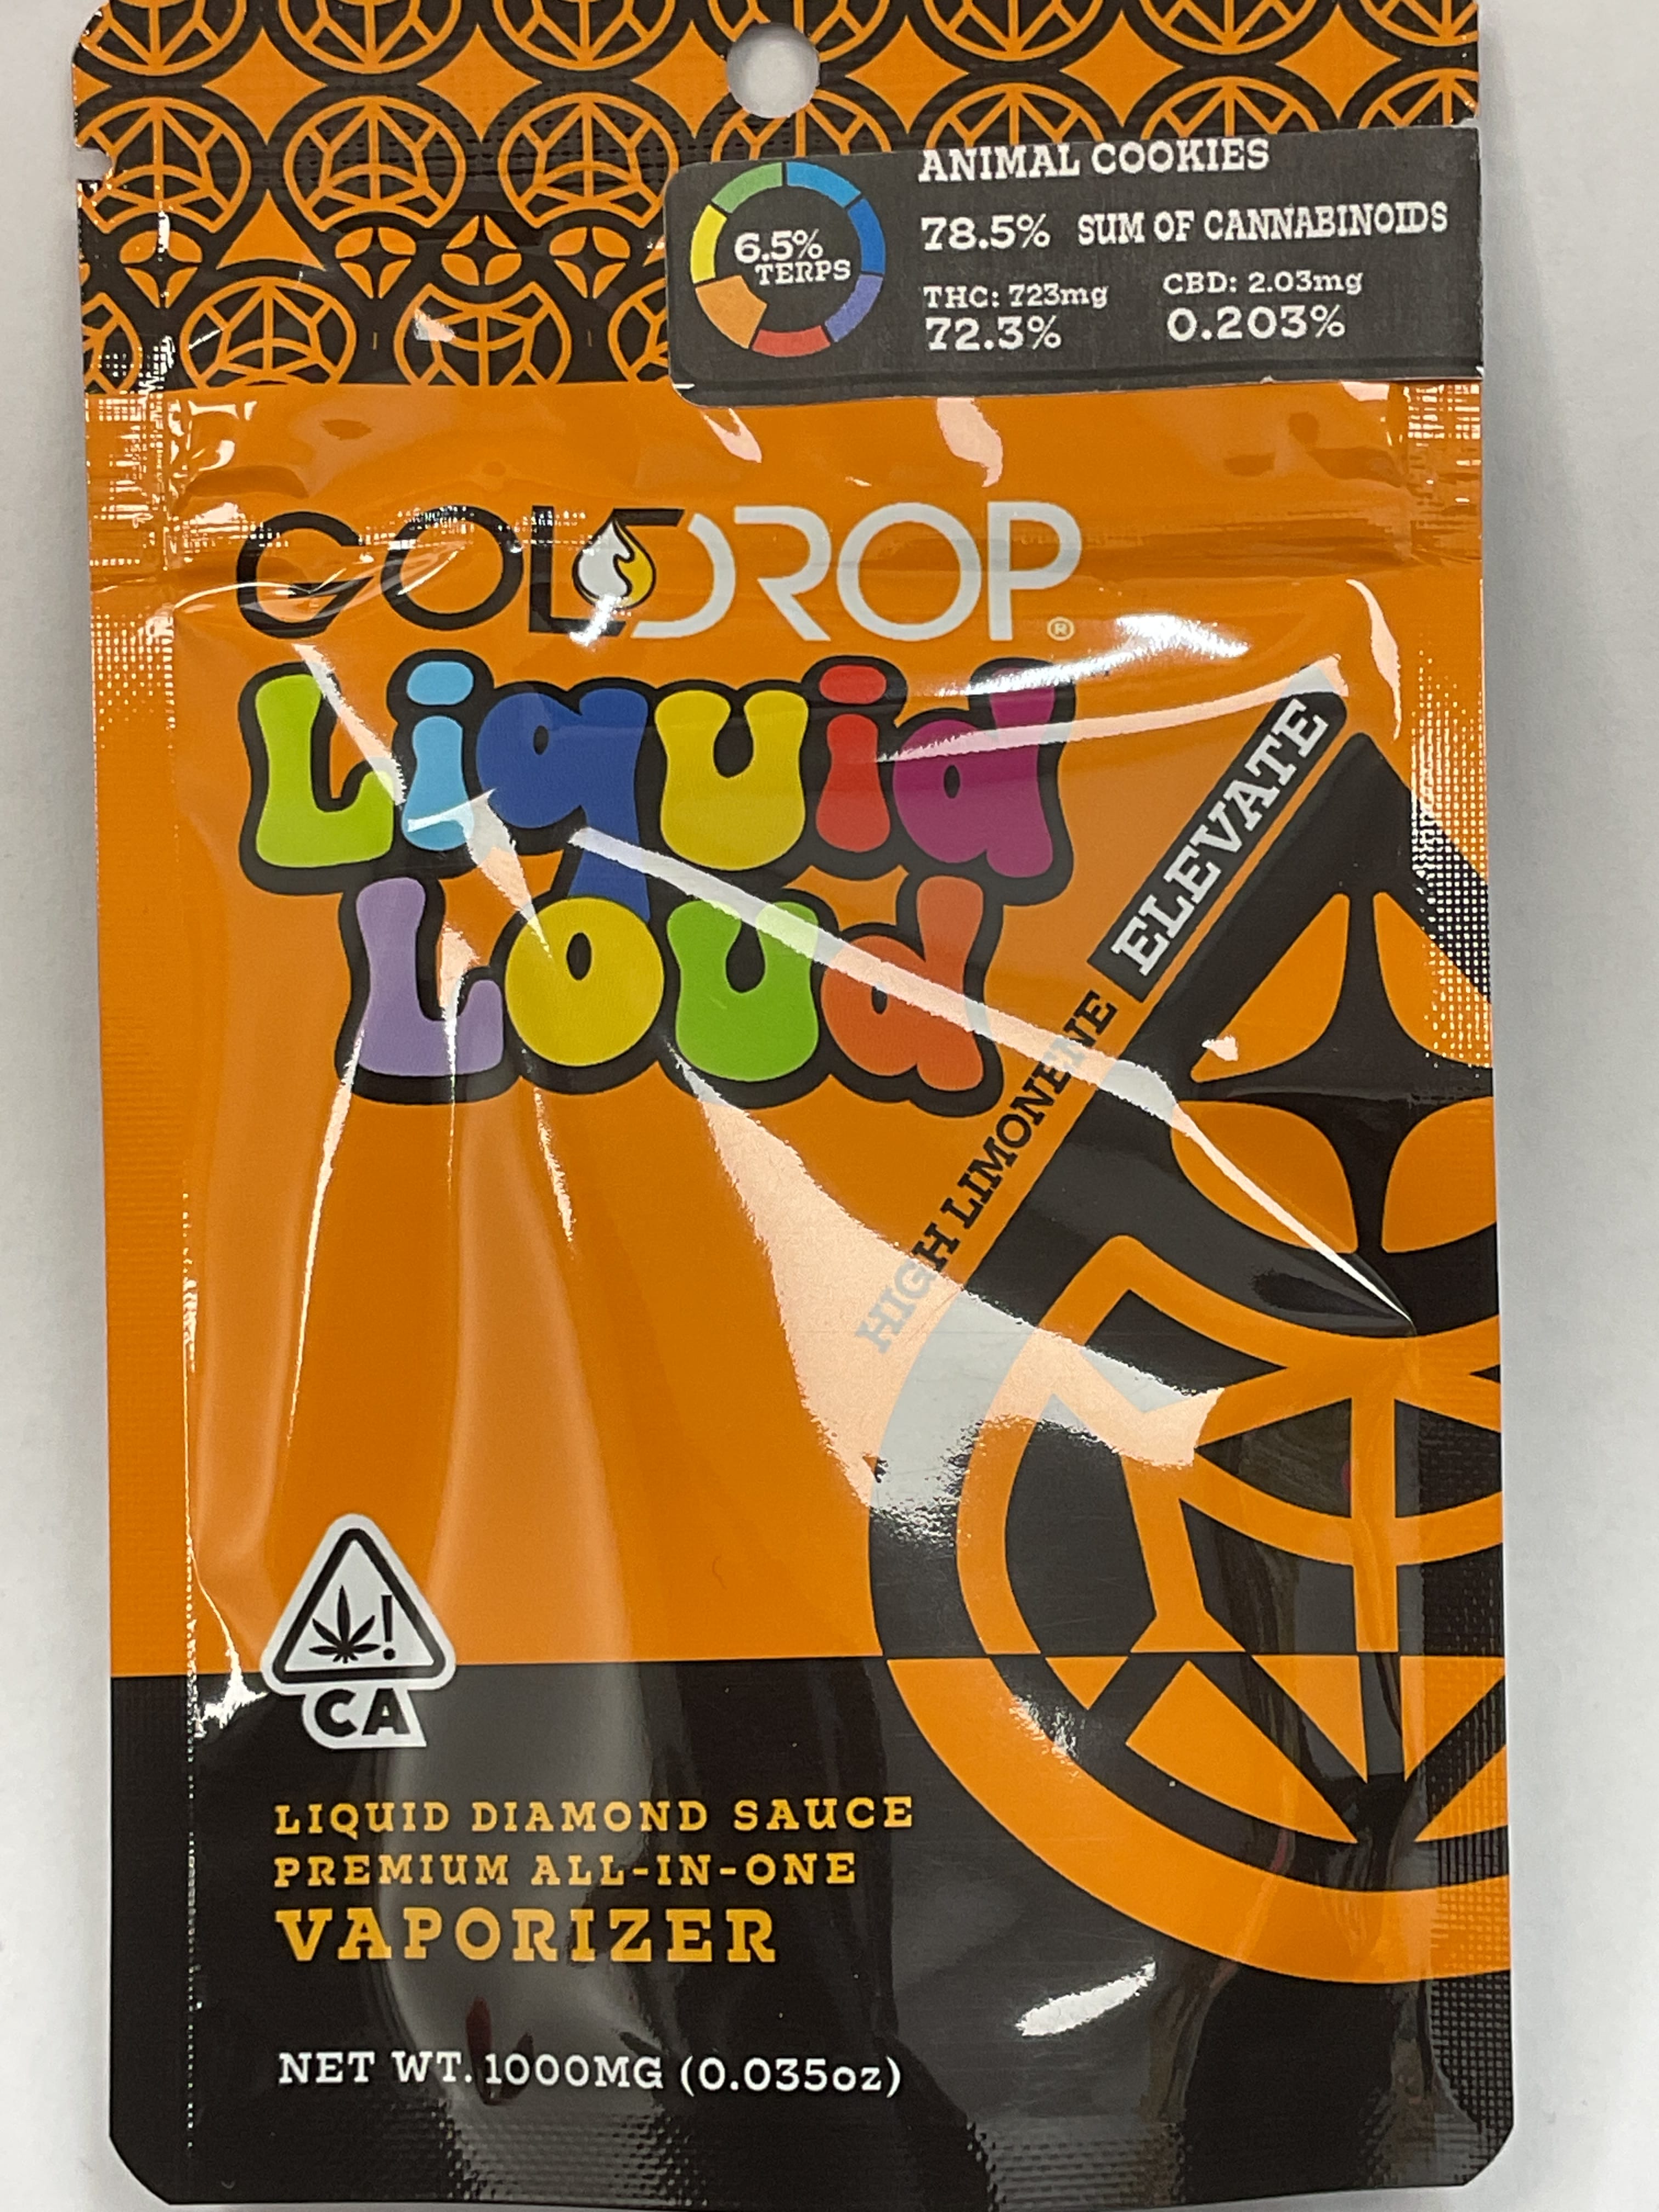 ANIMAL COOKIES
78.5% SUM OF CANNABINOIDS
6.5%
TERPS
THC: 723mg
72.3%
CBD: 2.03mg
0.203%
GOLDROP®
Liquid
Loud
ELEVATE
HIGH LIMONENE
!
CA
LIQUID DIAMOND SAUCE
PREMIUM ALL-IN-ONE
VAPORIZER
NET WT. 1000MG (0.035oz)